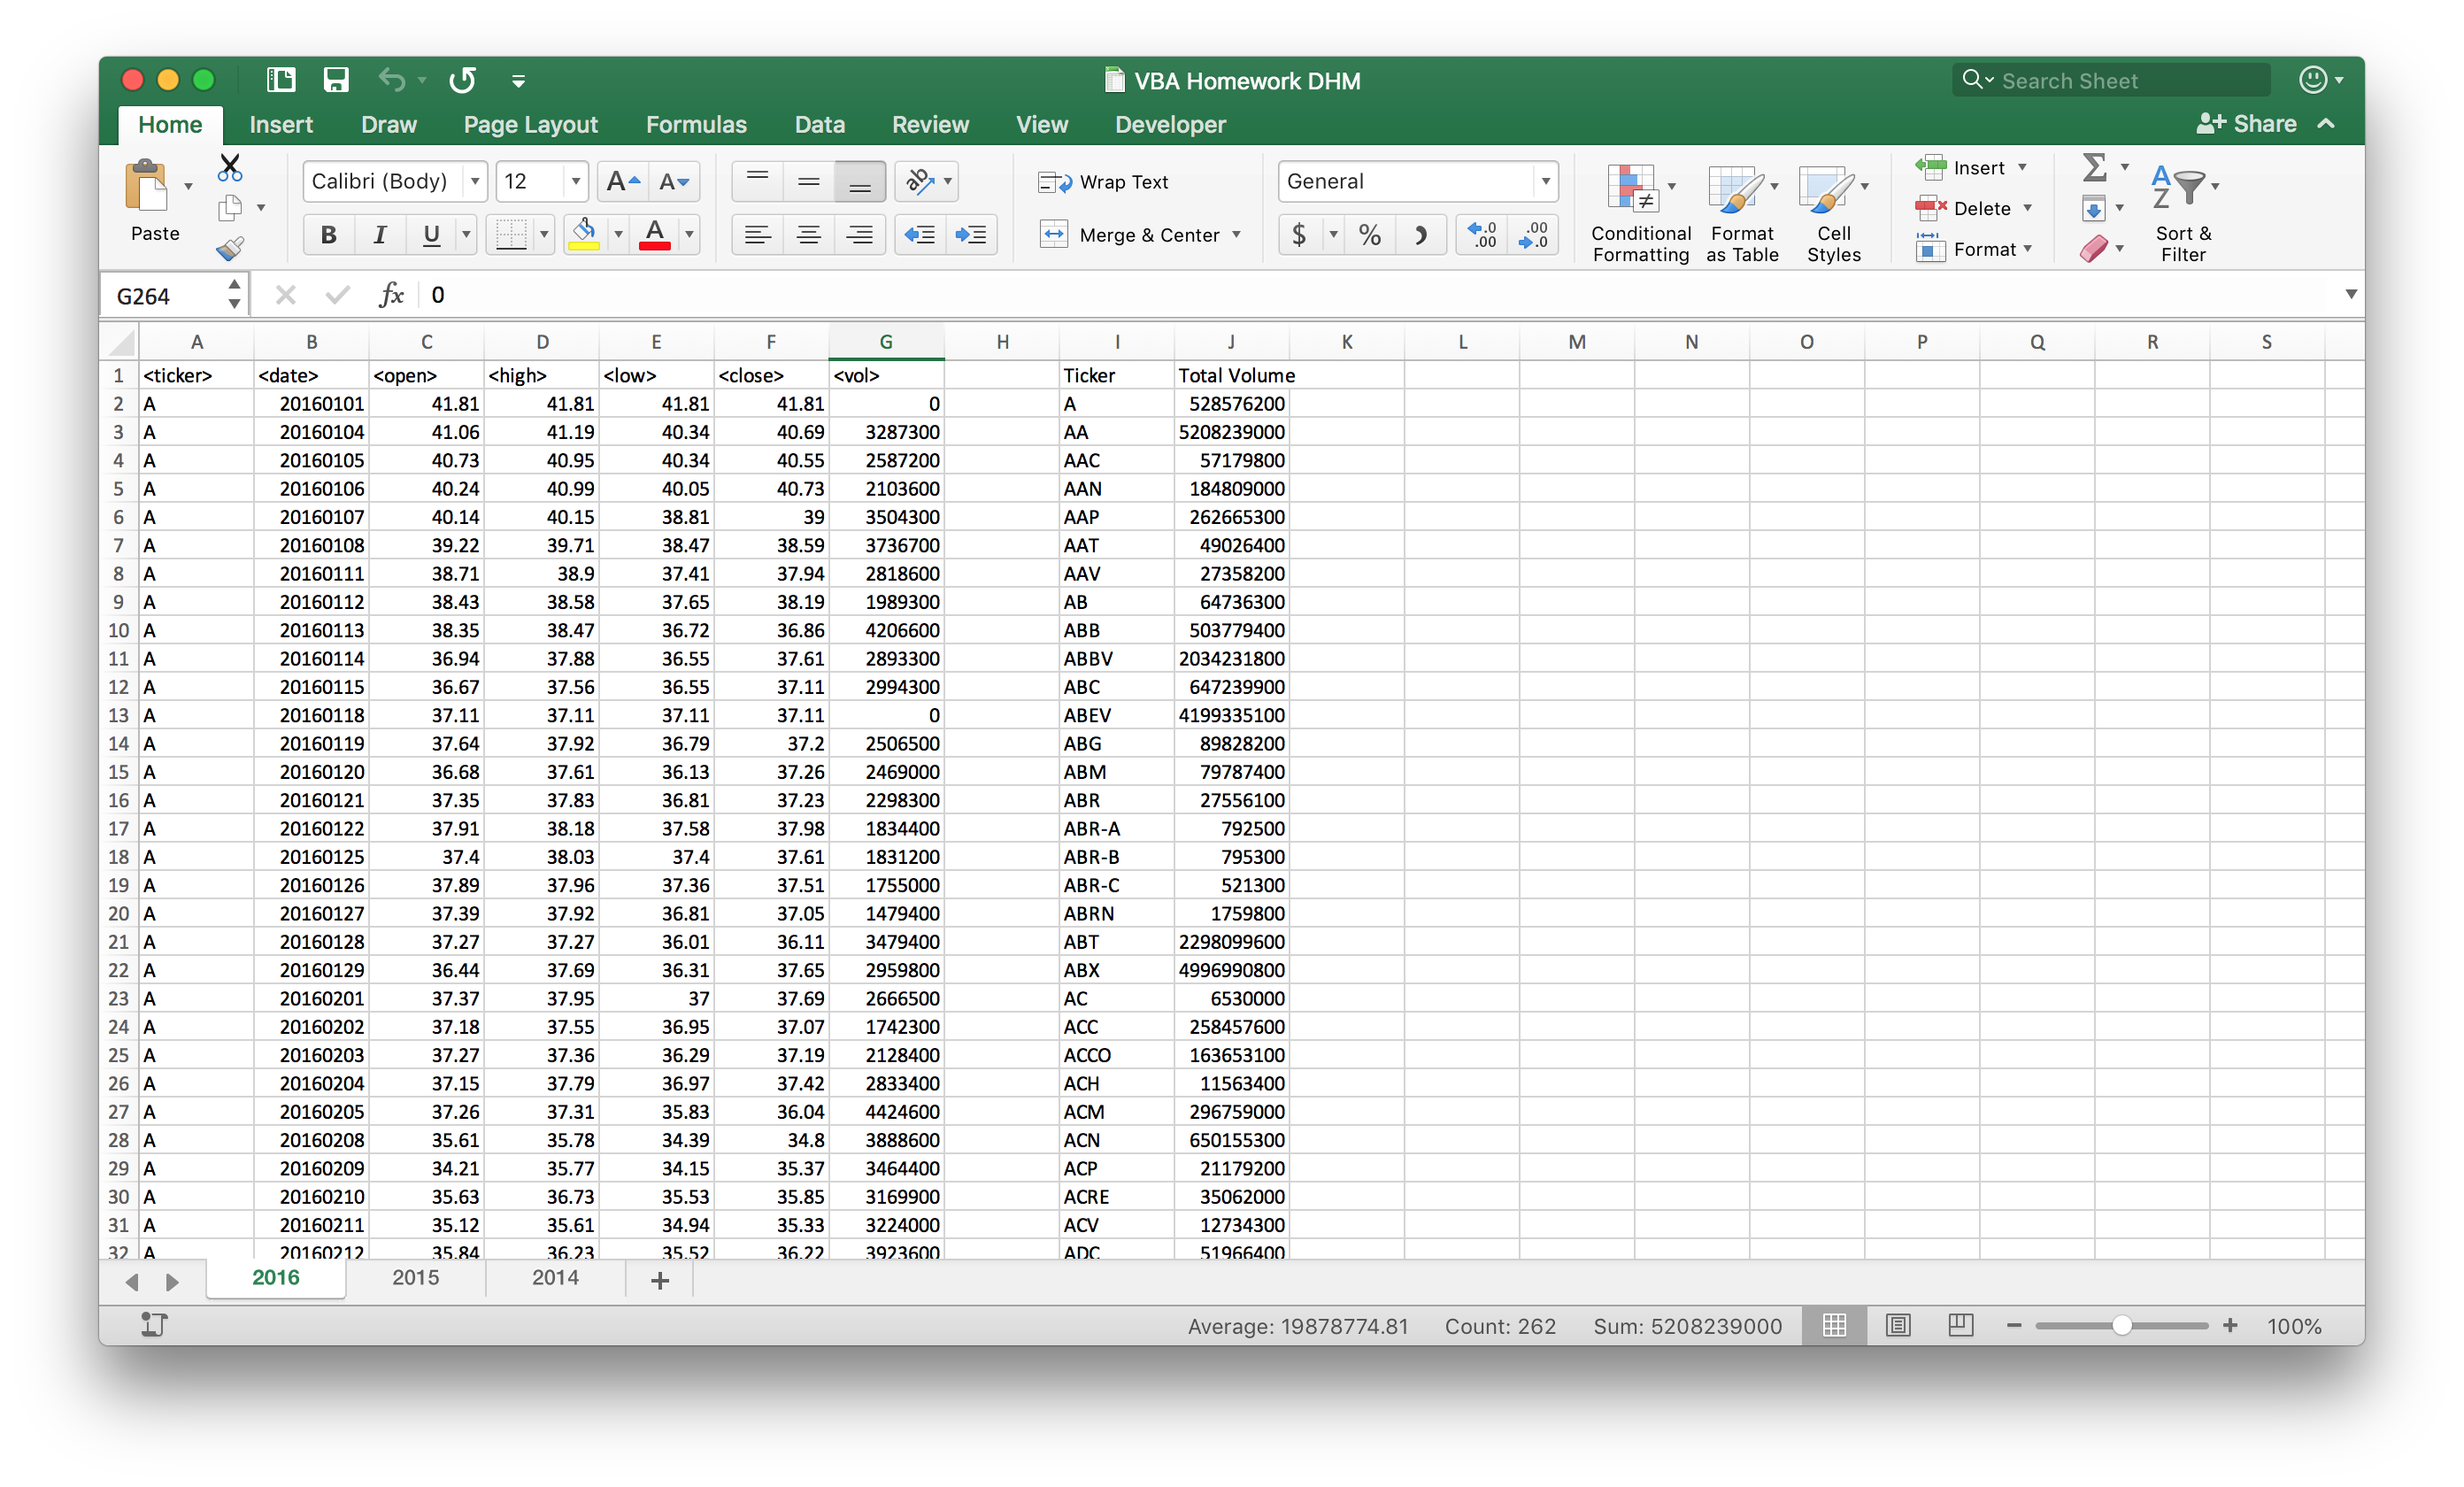 VBA Homework DHM
Search Sheet
Home Insert Draw Page Layout Formulas Data Review View Developer Share
Paste
Calibri (Body) 12
B I U
Wrap Text
Merge & Center
General
$ %
Conditional Formatting
Format as Table
Cell Styles
Insert
Delete
Format
Sort & Filter
G264 fx 0
A B C D E F G H I J K L M N O P Q R S
1 <ticker> <date> <open> <high> <low> <close> <vol> Ticker Total Volume
2 A 20160101 41.81 41.81 41.81 41.81 0 A 528576200
3 A 20160104 41.06 41.19 40.34 40.69 3287300 AA 5208239000
4 A 20160105 40.73 40.95 40.34 40.55 2587200 AAC 57179800
5 A 20160106 40.24 40.99 40.05 40.73 2103600 AAN 184809000
6 A 20160107 40.14 40.15 38.81 39 3504300 AAP 262665300
7 A 20160108 39.22 39.71 38.47 38.59 3736700 AAT 49026400
8 A 20160111 38.71 38.9 37.41 37.94 2818600 AAV 27358200
9 A 20160112 38.43 38.58 37.65 38.19 1989300 AB 64736300
10 A 20160113 38.35 38.47 36.72 36.86 4206600 ABB 503779400
11 A 20160114 36.94 37.88 36.55 37.61 2893300 ABBV 2034231800
12 A 20160115 36.67 37.56 36.55 37.11 2994300 ABC 647239900
13 A 20160118 37.11 37.11 37.11 37.11 0 ABEV 4199335100
14 A 20160119 37.64 37.92 36.79 37.2 2506500 ABG 89828200
15 A 20160120 36.68 37.61 36.13 37.26 2469000 ABM 79787400
16 A 20160121 37.35 37.83 36.81 37.23 2298300 ABR 27556100
17 A 20160122 37.91 38.18 37.58 37.98 1834400 ABR-A 792500
18 A 20160125 37.4 38.03 37.4 37.61 1831200 ABR-B 795300
19 A 20160126 37.89 37.96 37.36 37.51 1755000 ABR-C 521300
20 A 20160127 37.39 37.92 36.81 37.05 1479400 ABRN 1759800
21 A 20160128 37.27 37.27 36.01 36.11 3479400 ABT 2298099600
22 A 20160129 36.44 37.69 36.31 37.65 2959800 ABX 4996990800
23 A 20160201 37.37 37.95 37 37.69 2666500 AC 6530000
24 A 20160202 37.18 37.55 36.95 37.07 1742300 ACC 258457600
25 A 20160203 37.27 37.36 36.29 37.19 2128400 ACCO 163653100
26 A 20160204 37.15 37.79 36.97 37.42 2833400 ACH 11563400
27 A 20160205 37.26 37.31 35.83 36.04 4424600 ACM 296759000
28 A 20160208 35.61 35.78 34.39 34.8 3888600 ACN 650155300
29 A 20160209 34.21 35.77 34.15 35.37 3464400 ACP 21179200
30 A 20160210 35.63 36.73 35.53 35.85 3169900 ACRE 35062000
31 A 20160211 35.12 35.61 34.94 35.33 3224000 ACV 12734300
32 A 20160212 35.84 36.23 35.52 36.22 3923600 ADC 51966400
2016 2015 2014 +
Average: 19878774.81 Count: 262 Sum: 5208239000 100%